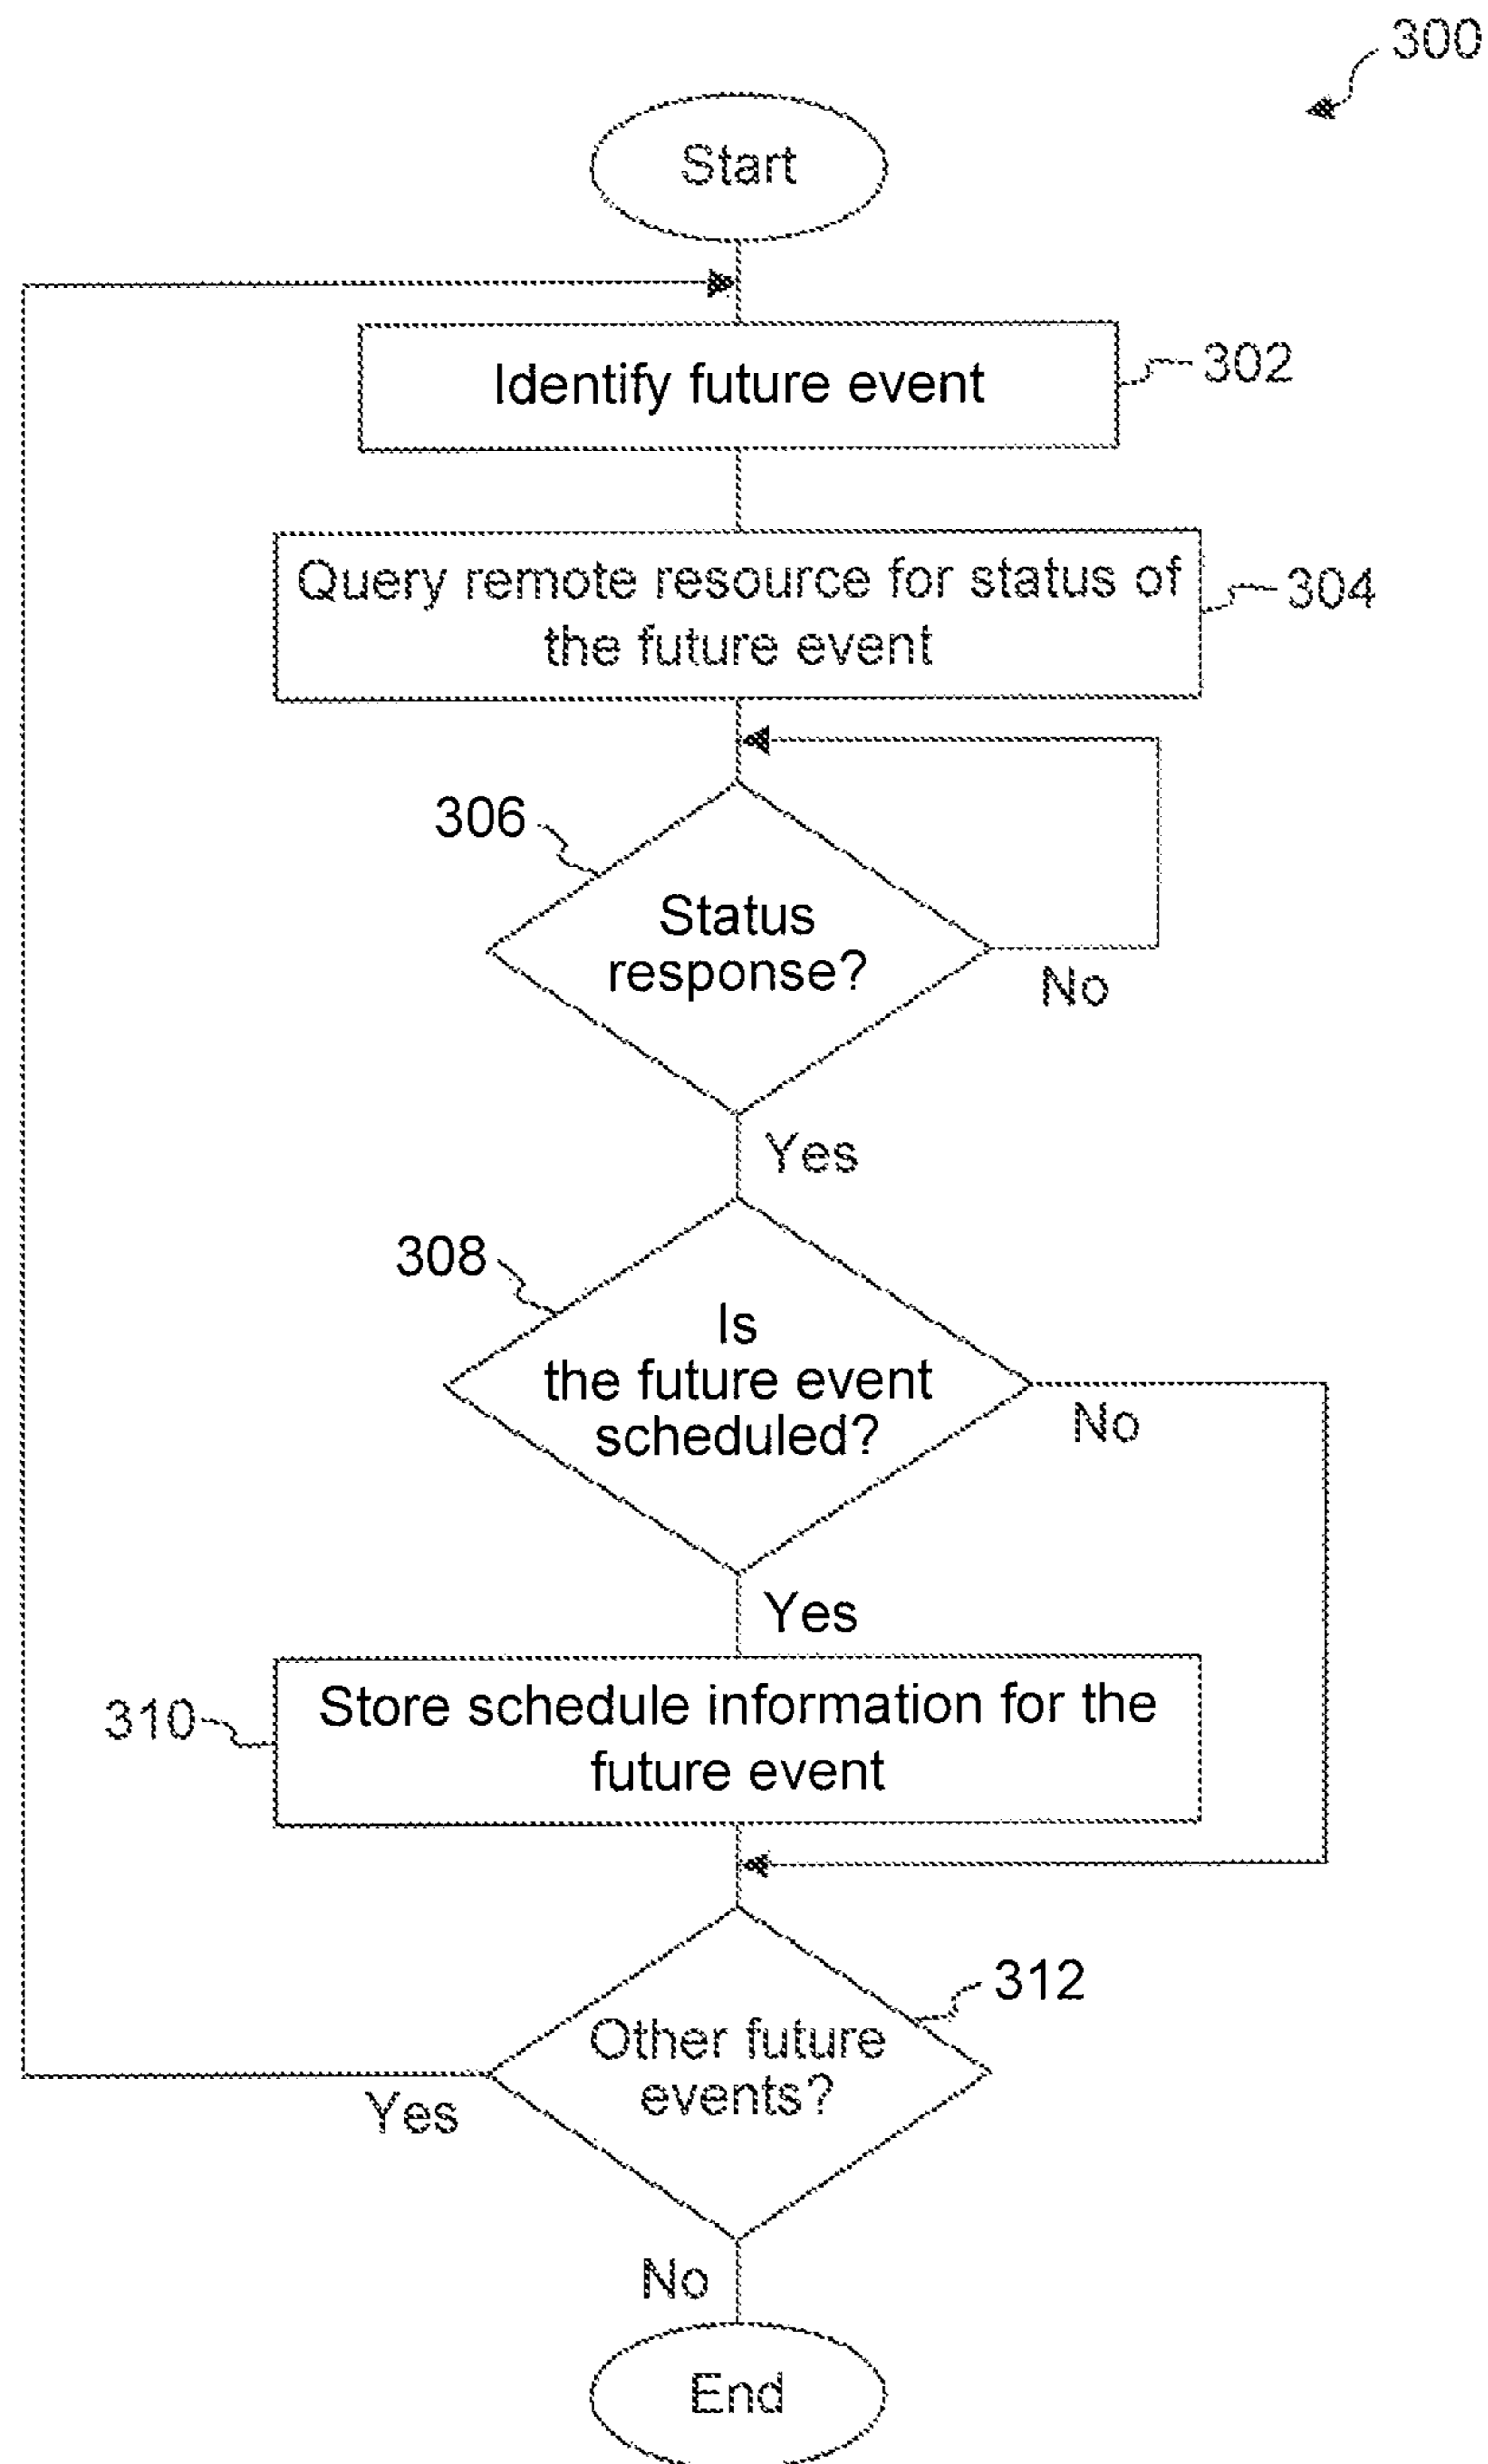 300
Start
Identify future event
302
Query remote resource for status of
the future event
304
306
Status
response?
No
Yes
308
Is
the future event
scheduled?
No
Yes
310
Store schedule information for the
future event
312
Other future
events?
Yes
No
End